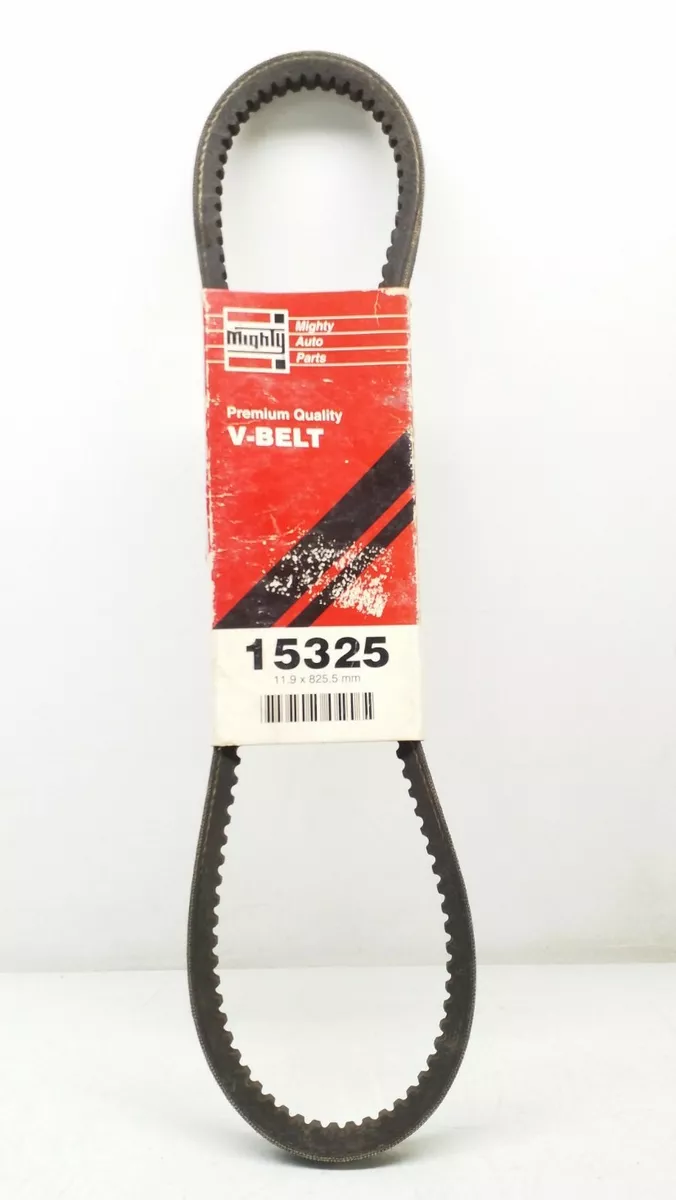 Mighty
Mighty
Auto
Parts
Premium Quality
V-BELT
15325
11.9 x 825.5 mm